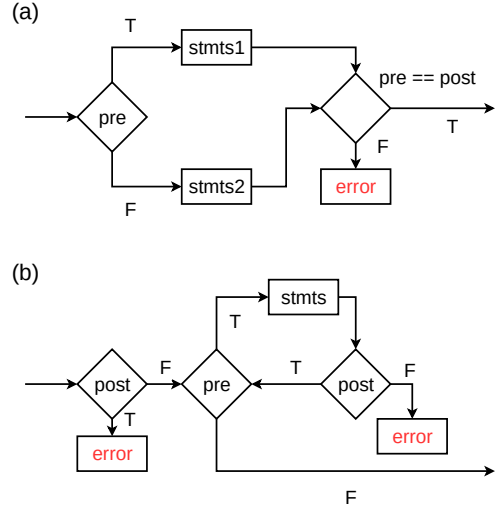 (a)
T
stmts1
pre == post
pre
T
F
stmts2
F
error
(b)
stmts
T
post
F
pre
T
post
F
T
error
error
F